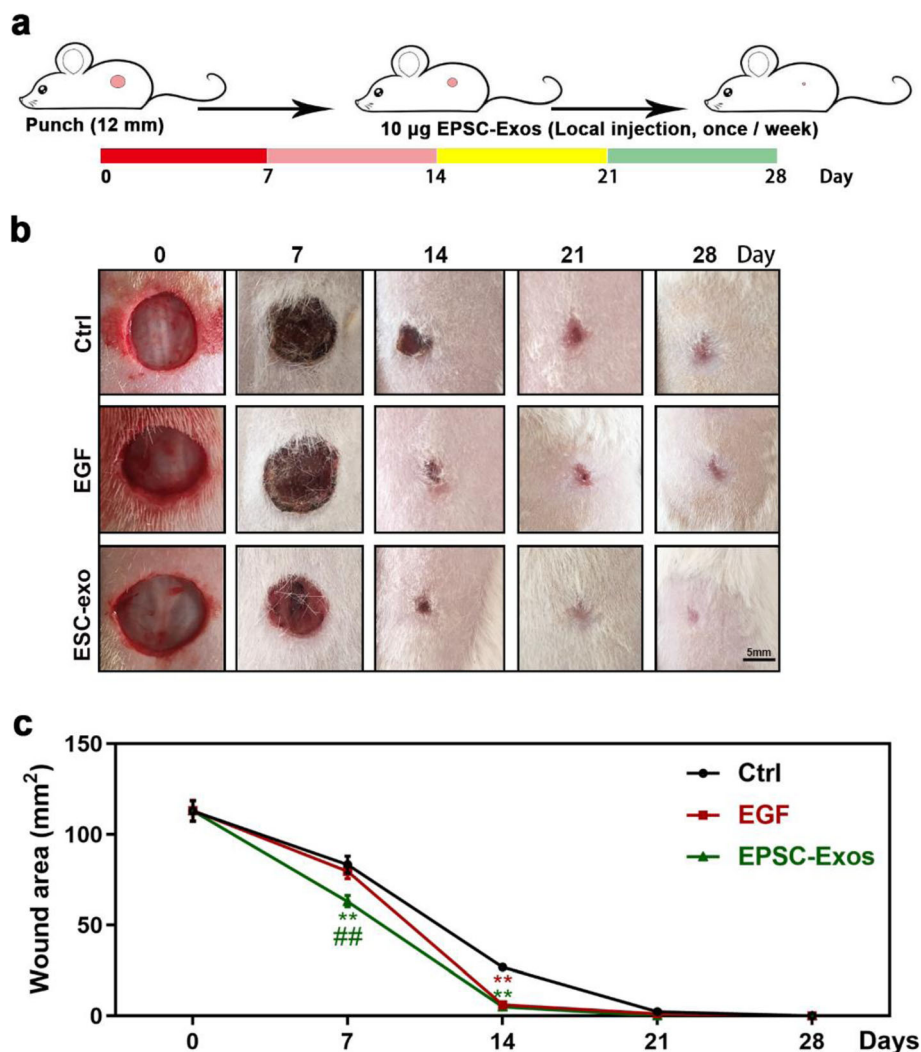 a
Punch (12 mm)
10 µg EPSC-Exos (Local injection, once / week)
0 7 14 21 28 Day
b
0 7 14 21 28 Day
Ctrl
EGF
ESC-exo
5mm
c
Wound area (mm²)
150
100
50
0
Ctrl
EGF
EPSC-Exos
**
##
**
**
0 7 14 21 28 Days